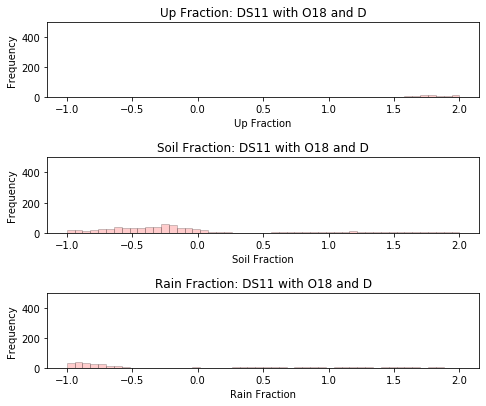 Up Fraction: DS11 with O18 and D
400
200
0
Frequency
−1.0 −0.5 0.0 0.5 1.0 1.5 2.0
Up Fraction
Soil Fraction: DS11 with O18 and D
400
200
0
Frequency
−1.0 −0.5 0.0 0.5 1.0 1.5 2.0
Soil Fraction
Rain Fraction: DS11 with O18 and D
400
200
0
Frequency
−1.0 −0.5 0.0 0.5 1.0 1.5 2.0
Rain Fraction